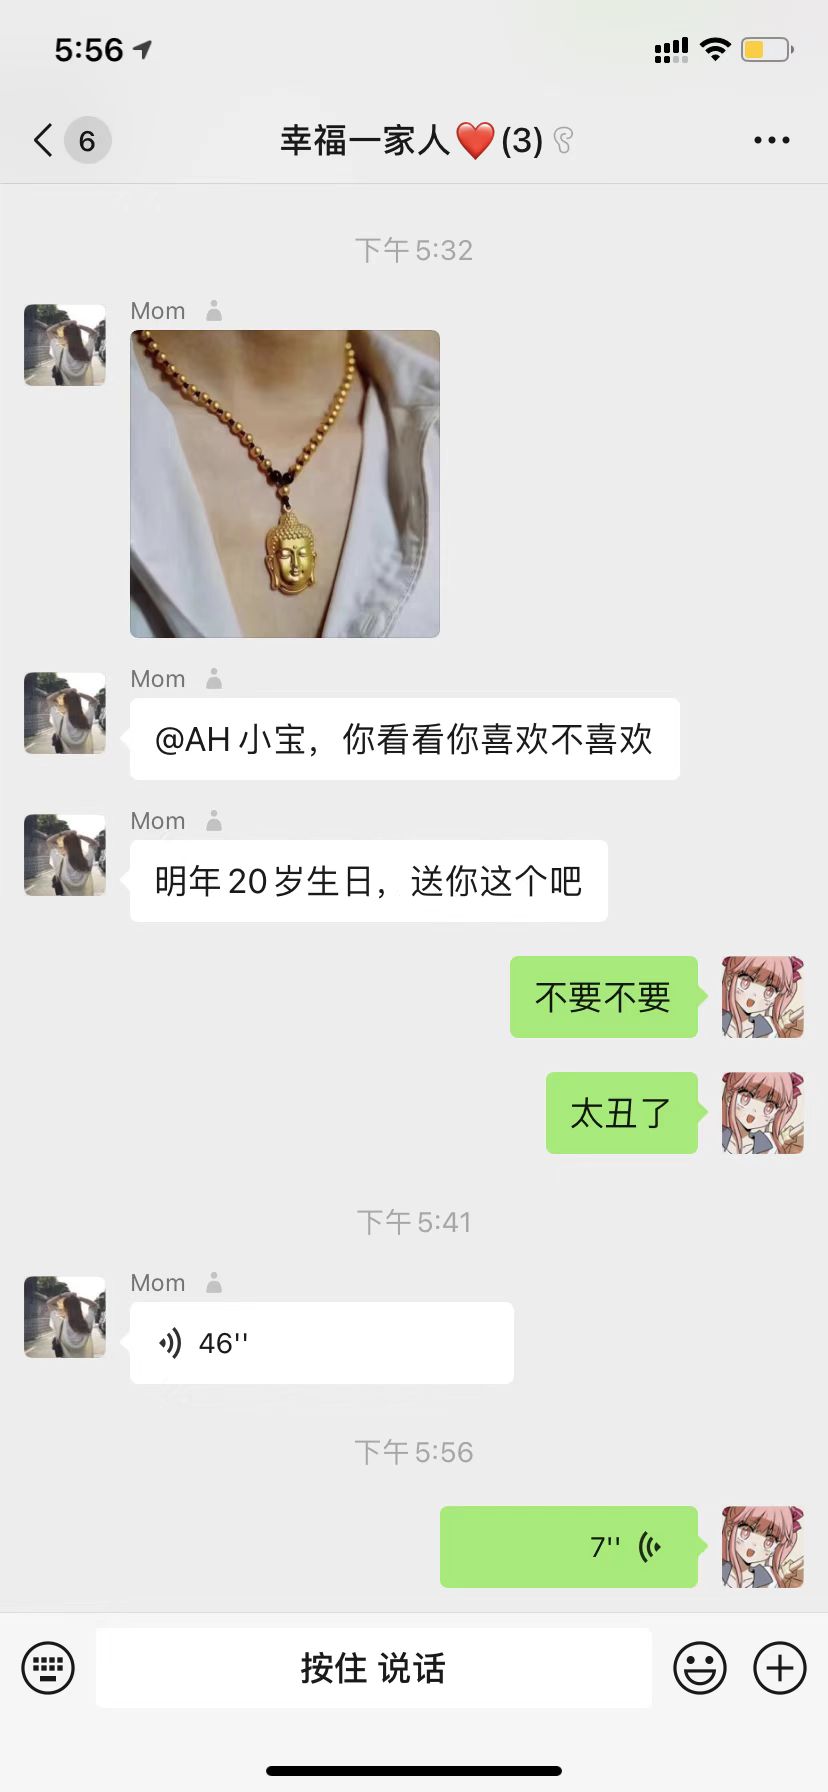 5:56
6
幸福一家人❤️(3)
下午 5:32
Mom
Mom
@AH 小宝，你看看你喜欢不喜欢
Mom
明年20岁生日，送你这个吧
不要不要
太丑了
下午 5:41
Mom
46''
下午 5:56
7''
按住 说话